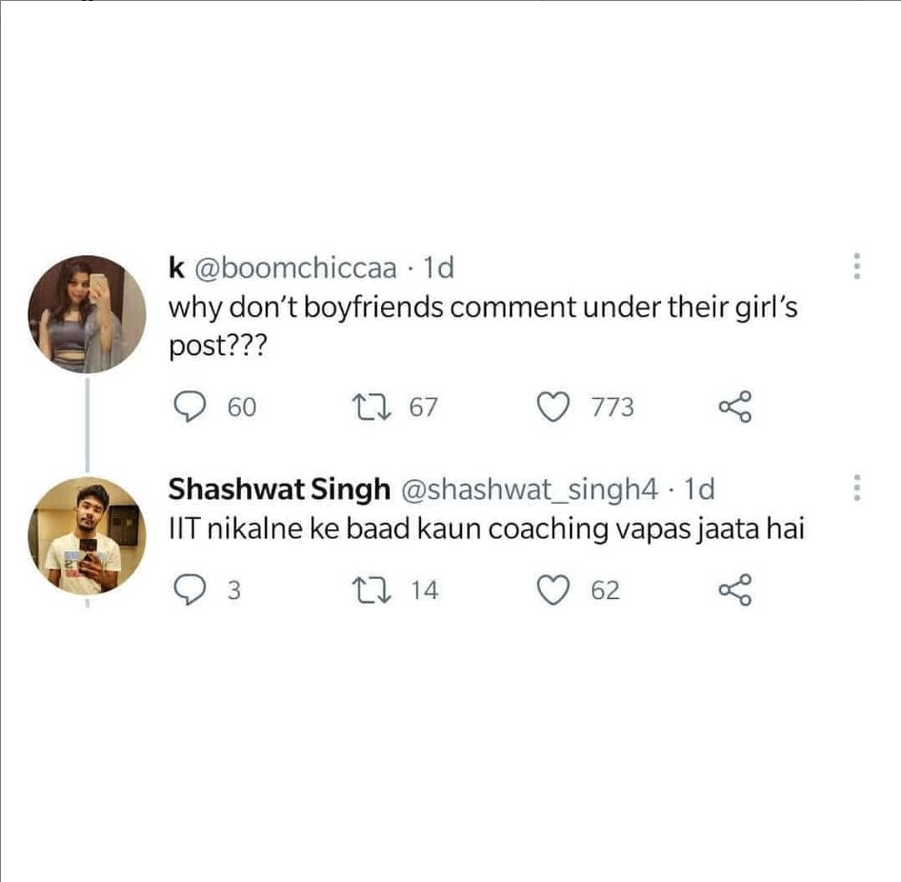 k @boomchiccaa · 1d
why don't boyfriends comment under their girl's
post???
60 67 773
Shashwat Singh @shashwat_singh4 · 1d
IIT nikalne ke baad kaun coaching vapas jaata hai
3 14 62